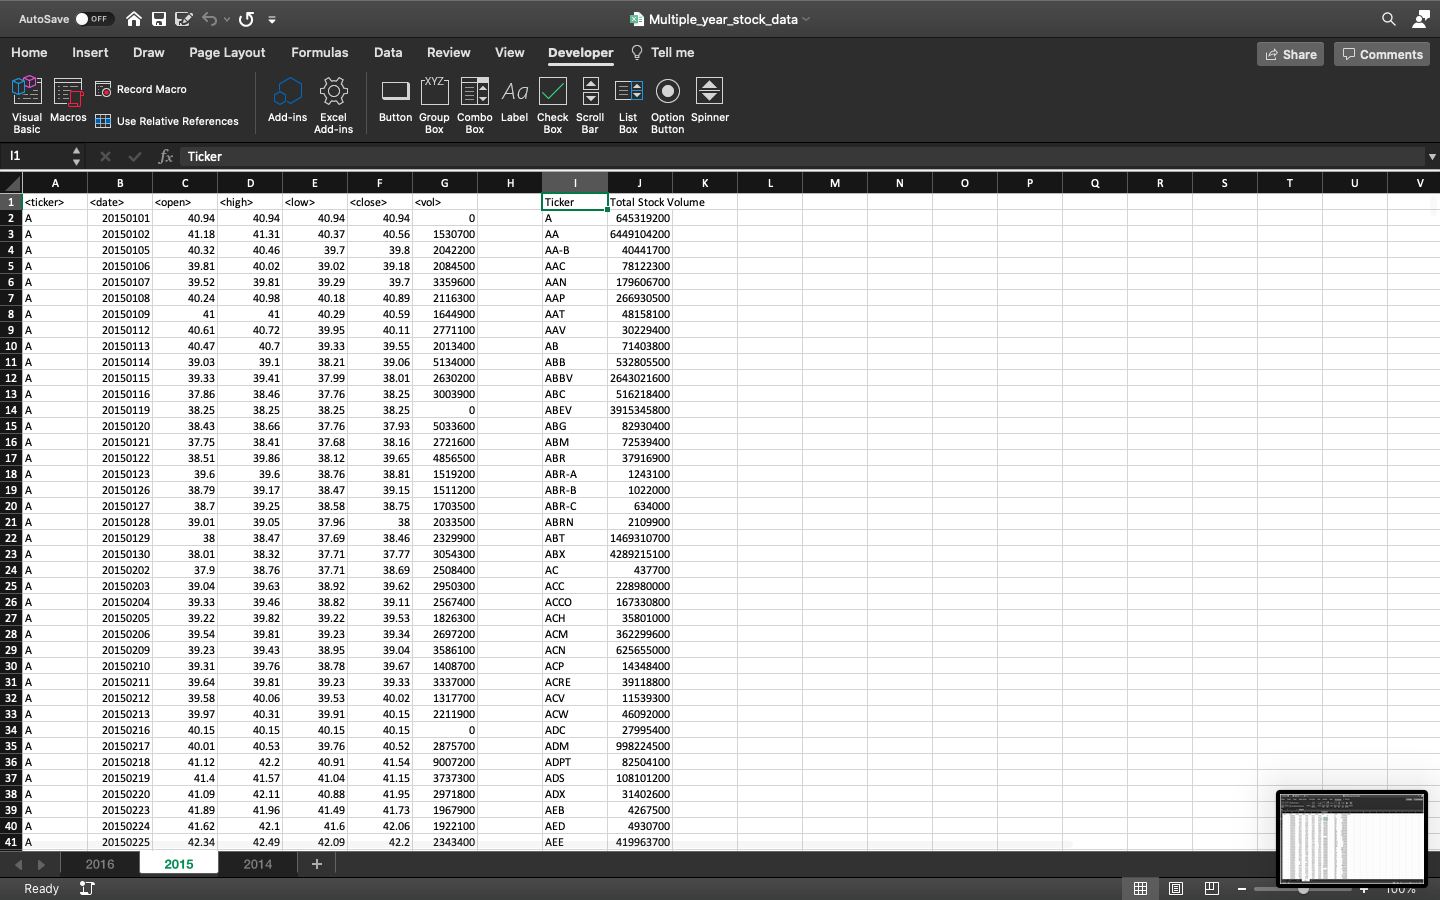 AutoSave OFF Multiple_year_stock_data
Home Insert Draw Page Layout Formulas Data Review View Developer Tell me Share Comments
Visual Basic Macros Record Macro Use Relative References Add-ins Excel Add-ins Button Group Box Combo Box Label Check Box Scroll Bar List Box Option Button Spinner
XYZ Aa
I1 fx Ticker
A B C D E F G H I J K L M N O P Q R S T U V
1 <ticker> <date> <open> <high> <low> <close> <vol> Ticker Total Stock Volume
2 A 20150101 40.94 40.94 40.94 40.94 0 A 645319200
3 A 20150102 41.18 41.31 40.37 40.56 1530700 AA 6449104200
4 A 20150105 40.32 40.46 39.7 39.8 2042200 AA-B 40441700
5 A 20150106 39.81 40.02 39.02 39.18 2084500 AAC 78122300
6 A 20150107 39.52 39.81 39.29 39.7 3359600 AAN 179606700
7 A 20150108 40.24 40.98 40.18 40.89 2116300 AAP 266930500
8 A 20150109 41 41 40.29 40.59 1644900 AAT 48158100
9 A 20150112 40.61 40.72 39.95 40.11 2771100 AAV 30229400
10 A 20150113 40.47 40.7 39.33 39.55 2013400 AB 71403800
11 A 20150114 39.03 39.1 38.21 39.06 5134000 ABB 532805500
12 A 20150115 39.33 39.41 37.99 38.01 2630200 ABBV 2643021600
13 A 20150116 37.86 38.46 37.76 38.25 3003900 ABC 516218400
14 A 20150119 38.25 38.25 38.25 38.25 0 ABEV 3915345800
15 A 20150120 38.43 38.66 37.76 37.93 5033600 ABG 82930400
16 A 20150121 37.75 38.41 37.68 38.16 2721600 ABM 72539400
17 A 20150122 38.51 39.86 38.12 39.65 4856500 ABR 37916900
18 A 20150123 39.6 39.6 38.76 38.81 1519200 ABR-A 1243100
19 A 20150126 38.79 39.17 38.47 39.15 1511200 ABR-B 1022000
20 A 20150127 38.7 39.25 38.58 38.75 1703500 ABR-C 634000
21 A 20150128 39.01 39.05 37.96 38 2033500 ABRN 2109900
22 A 20150129 38 38.47 37.69 38.46 2329900 ABT 1469310700
23 A 20150130 38.01 38.32 37.71 37.77 3054300 ABX 4289215100
24 A 20150202 37.9 38.76 37.71 38.69 2508400 AC 437700
25 A 20150203 39.04 39.63 38.92 39.62 2950300 ACC 228980000
26 A 20150204 39.33 39.46 38.82 39.11 2567400 ACCO 167330800
27 A 20150205 39.22 39.82 39.22 39.53 1826300 ACH 35801000
28 A 20150206 39.54 39.81 39.23 39.34 2697200 ACM 362299600
29 A 20150209 39.23 39.43 38.95 39.04 3586100 ACN 625655000
30 A 20150210 39.31 39.76 38.78 39.67 1408700 ACP 14348400
31 A 20150211 39.64 39.81 39.23 39.33 3337000 ACRE 39118800
32 A 20150212 39.58 40.06 39.53 40.02 1317700 ACV 11539300
33 A 20150213 39.97 40.31 39.91 40.15 2211900 ACW 46092000
34 A 20150216 40.15 40.15 40.15 40.15 0 ADC 27995400
35 A 20150217 40.01 40.53 39.76 40.52 2875700 ADM 998224500
36 A 20150218 41.12 42.2 40.91 41.54 9007200 ADPT 82504100
37 A 20150219 41.4 41.57 41.04 41.15 3737300 ADS 108101200
38 A 20150220 41.09 42.11 40.88 41.95 2971800 ADX 31402600
39 A 20150223 41.89 41.96 41.49 41.73 1967900 AEB 4267500
40 A 20150224 41.62 42.1 41.6 42.06 1922100 AED 4930700
41 A 20150225 42.34 42.49 42.09 42.2 2343400 AEE 419963700
2016 2015 2014 +
Ready 100%